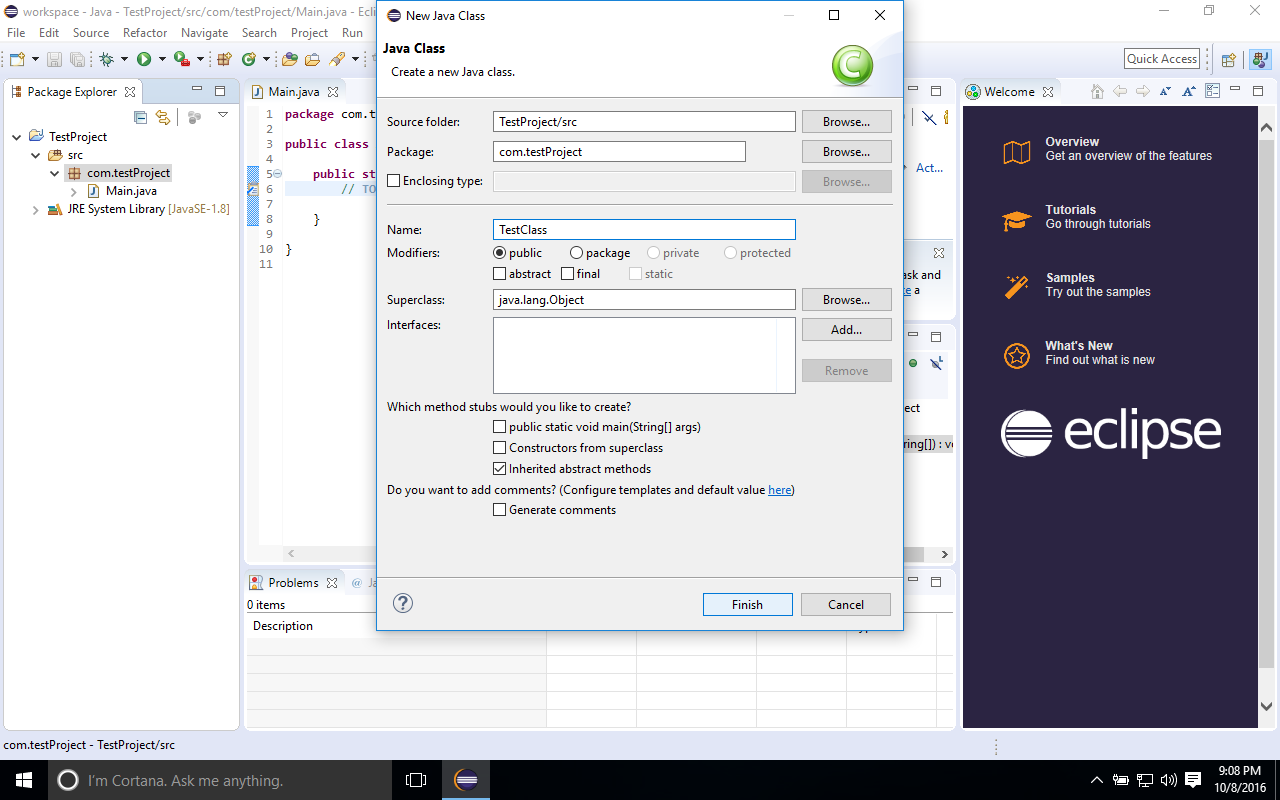 workspace - Java - TestProject/src/com/testProject/Main.java - Ecl
File Edit Source Refactor Navigate Search Project Run
Quick Access
Package Explorer
TestProject
src
com.testProject
Main.java
JRE System Library [JavaSE-1.8]
Main.java
1 package com.t
2
3 public class
4
5 public st
6 // TO
7
8 }
9
10 }
11
New Java Class
Java Class
Create a new Java class.
Source folder: TestProject/src Browse...
Package: com.testProject Browse...
Enclosing type: Browse...
Name: TestClass
Modifiers: public package private protected
abstract final static
Superclass: java.lang.Object Browse...
Interfaces: Add...
Remove
Which method stubs would you like to create?
public static void main(String[] args)
Constructors from superclass
Inherited abstract methods
Do you want to add comments? (Configure templates and default value here)
Generate comments
Finish Cancel
Act...
ask and
a
ect
ring[]) : v
Welcome
Overview
Get an overview of the features
Tutorials
Go through tutorials
Samples
Try out the samples
What's New
Find out what is new
eclipse
Problems @ Ja
0 items
Description
com.testProject - TestProject/src
I'm Cortana. Ask me anything.
9:08 PM
10/8/2016